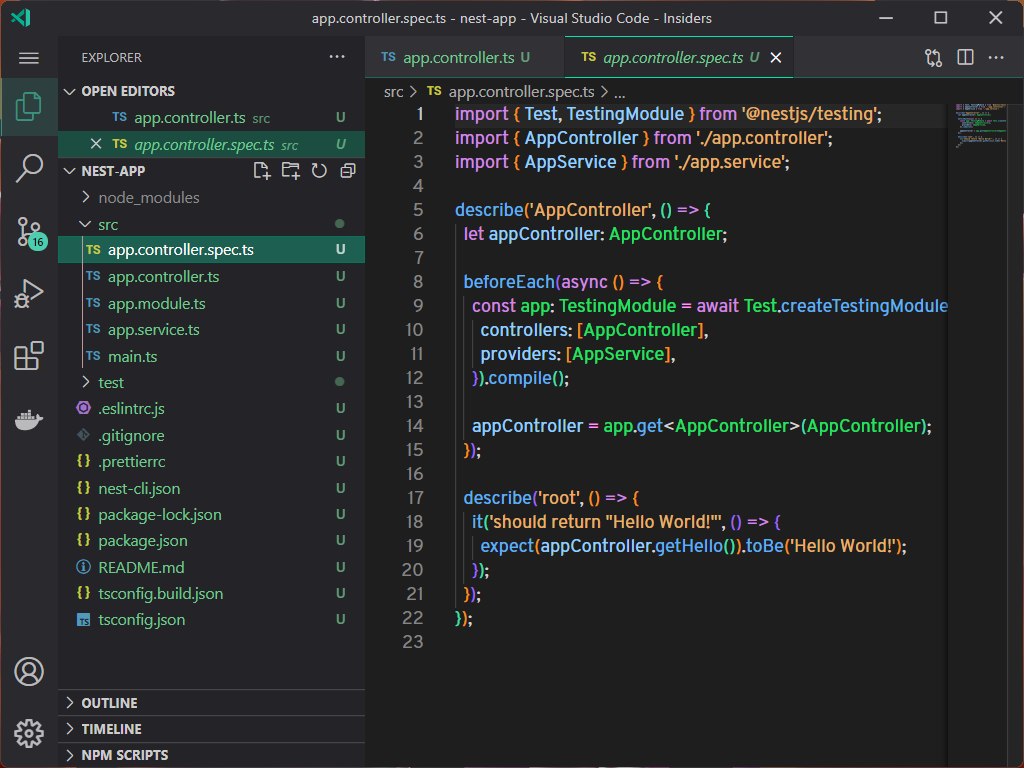 app.controller.spec.ts - nest-app - Visual Studio Code - Insiders
EXPLORER
OPEN EDITORS
TS app.controller.ts src U
TS app.controller.spec.ts src U
NEST-APP
node_modules
src
TS app.controller.spec.ts U
TS app.controller.ts U
TS app.module.ts U
TS app.service.ts U
TS main.ts U
test
.eslintrc.js U
.gitignore U
{} .prettierrc U
{} nest-cli.json U
{} package-lock.json U
{} package.json U
README.md U
{} tsconfig.build.json U
TS tsconfig.json U
OUTLINE
TIMELINE
NPM SCRIPTS
16
TS app.controller.ts U
TS app.controller.spec.ts U
src > TS app.controller.spec.ts > ...
1 import { Test, TestingModule } from '@nestjs/testing';
2 import { AppController } from './app.controller';
3 import { AppService } from './app.service';
4
5 describe('AppController', () => {
6 let appController: AppController;
7
8 beforeEach(async () => {
9 const app: TestingModule = await Test.createTestingModule
10 controllers: [AppController],
11 providers: [AppService],
12 }).compile();
13
14 appController = app.get<AppController>(AppController);
15 });
16
17 describe('root', () => {
18 it('should return "Hello World!"', () => {
19 expect(appController.getHello()).toBe('Hello World!');
20 });
21 });
22 });
23